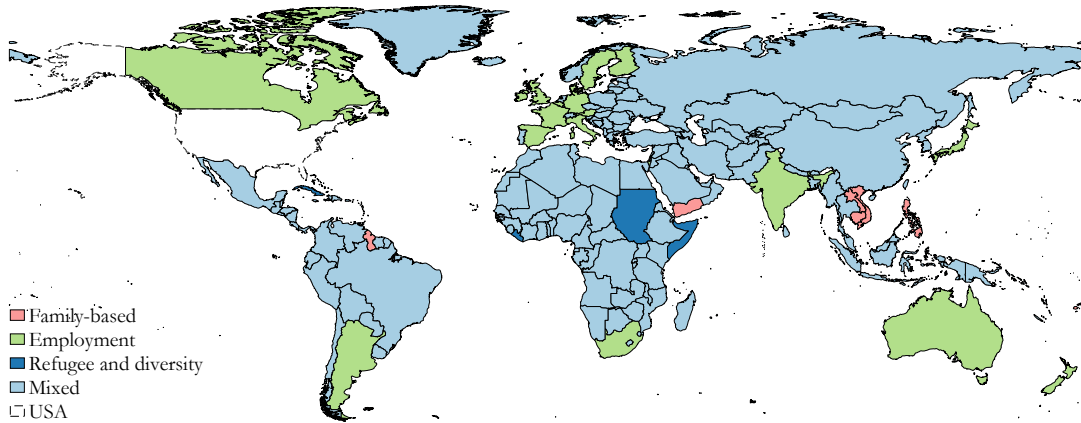 Family-based
Employment
Refugee and diversity
Mixed
USA